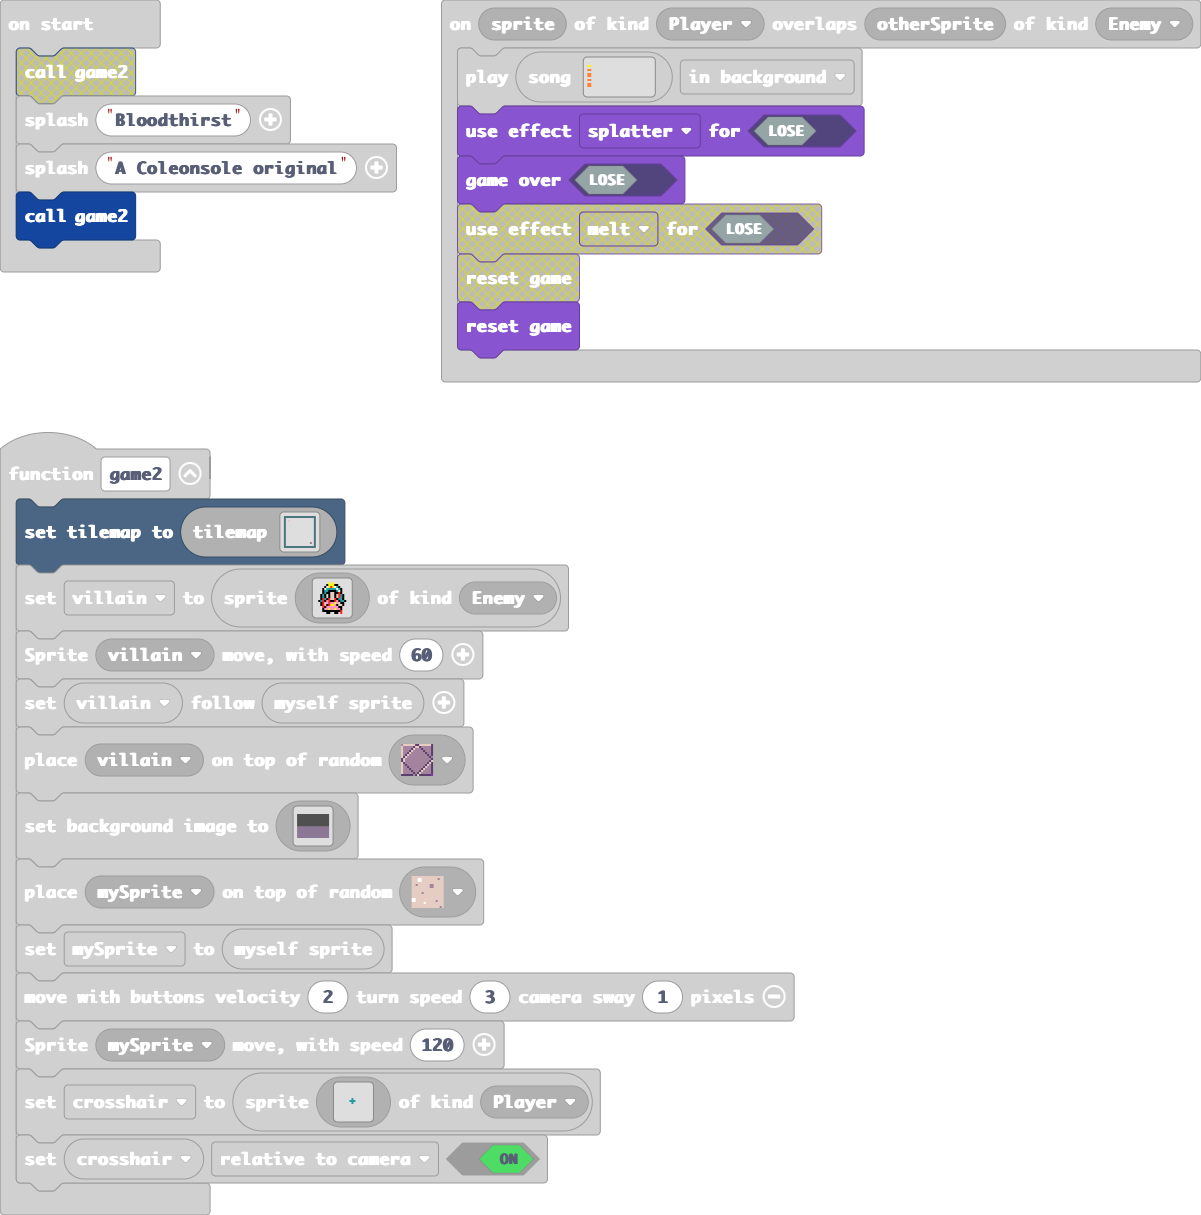 on start
call game2
splash "Bloodthirst"
splash "A Coleonsole original"
call game2
on sprite of kind Player overlaps otherSprite of kind Enemy
play song in background
use effect splatter for LOSE
game over LOSE
use effect melt for LOSE
reset game
reset game
function game2
set tilemap to tilemap
set villain to sprite of kind Enemy
Sprite villain move, with speed 60
set villain follow myself sprite
place villain on top of random
set background image to
place mySprite on top of random
set mySprite to myself sprite
move with buttons velocity 2 turn speed 3 camera sway 1 pixels
Sprite mySprite move, with speed 120
set crosshair to sprite of kind Player
set crosshair relative to camera ON